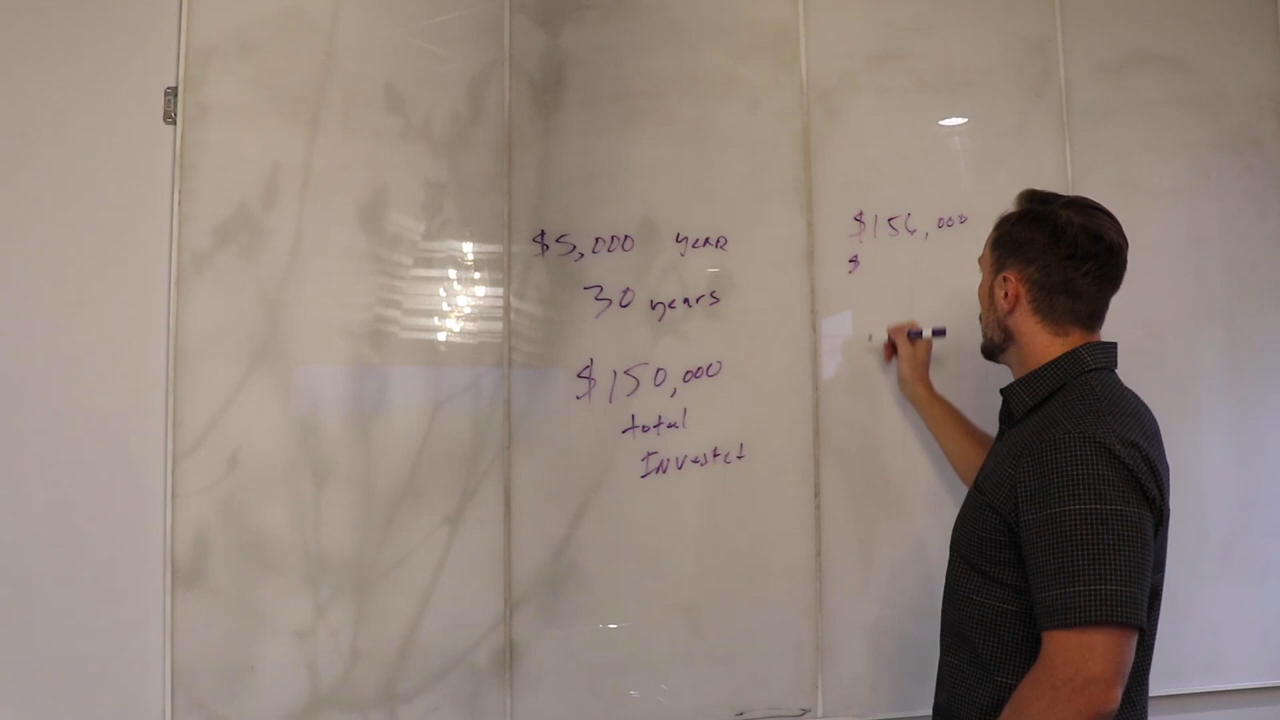 $5,000 year
30 years
$150,000
total
Invested
$156,000
$